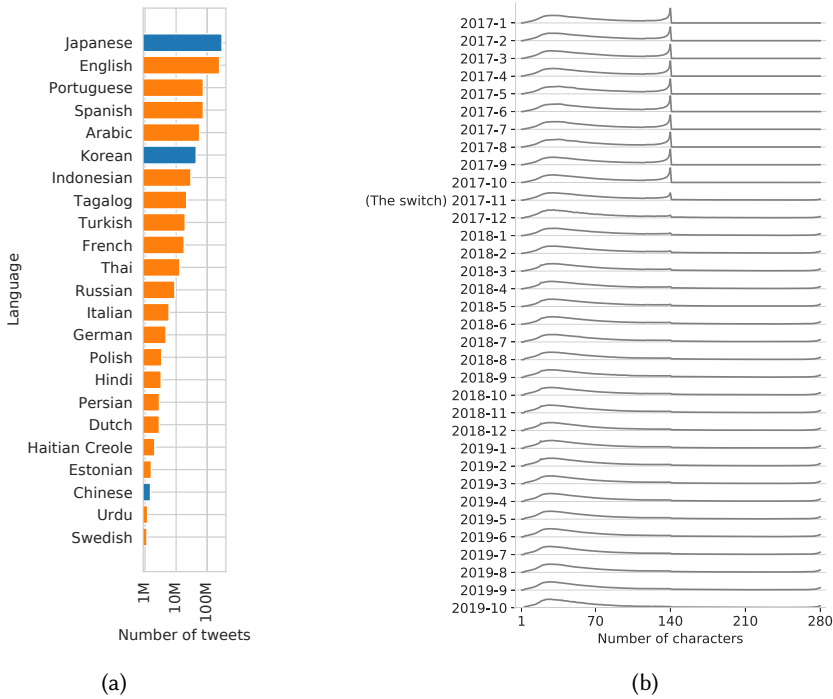 Japanese
English
Portuguese
Spanish
Arabic
Korean
Indonesian
Tagalog
Turkish
French
Thai
Russian
Italian
German
Polish
Hindi
Persian
Dutch
Haitian Creole
Estonian
Chinese
Urdu
Swedish
Language
1M 10M 100M
Number of tweets
(a)
2017-1
2017-2
2017-3
2017-4
2017-5
2017-6
2017-7
2017-8
2017-9
2017-10
(The switch) 2017-11
2017-12
2018-1
2018-2
2018-3
2018-4
2018-5
2018-6
2018-7
2018-8
2018-9
2018-10
2018-11
2018-12
2019-1
2019-2
2019-3
2019-4
2019-5
2019-6
2019-7
2019-8
2019-9
2019-10
1 70 140 210 280
Number of characters
(b)